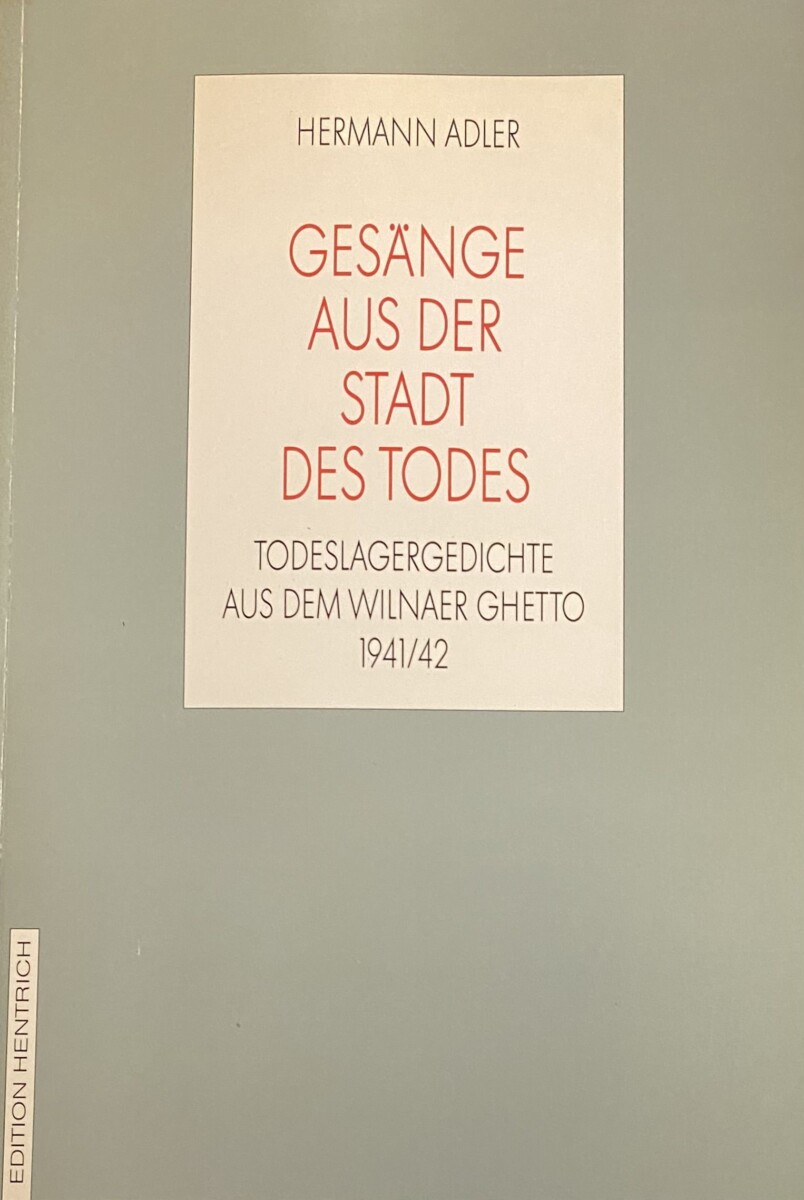 HERMANN ADLER
GESÄNGE
AUS DER
STADT
DES TODES
TODESLAGERGEDICHTE
AUS DEM WILNAER GHETTO
1941/42
EDITION HENTRICH